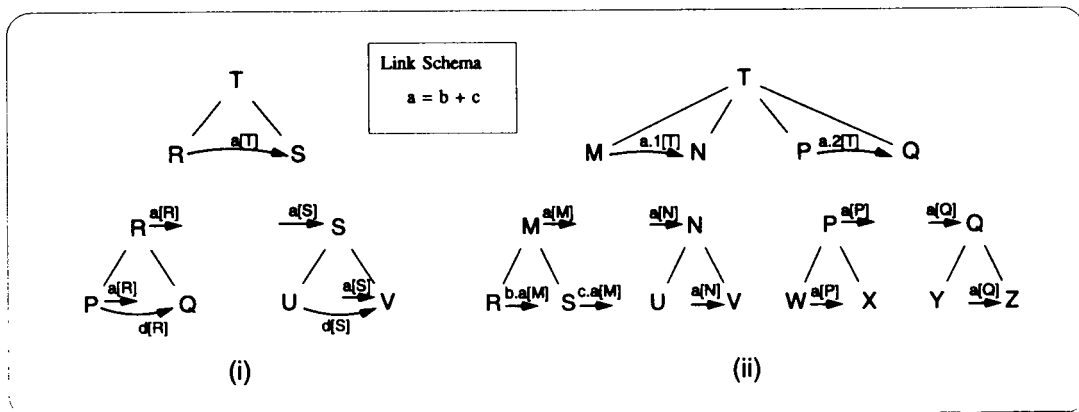 Link Schema
a = b + c
T
a[T]
R S
T
a.1[T] a.2[T]
M N P Q
a[R]
R
a[R]
P Q
d[R]
a[S]
S
a[S]
U V
d[S]
a[M]
M
b.a[M] c.a[M]
R S
a[N]
N
a[N]
U V
a[P]
P
a[P]
W X
a[Q]
Q
a[Q]
Y Z
(i) (ii)